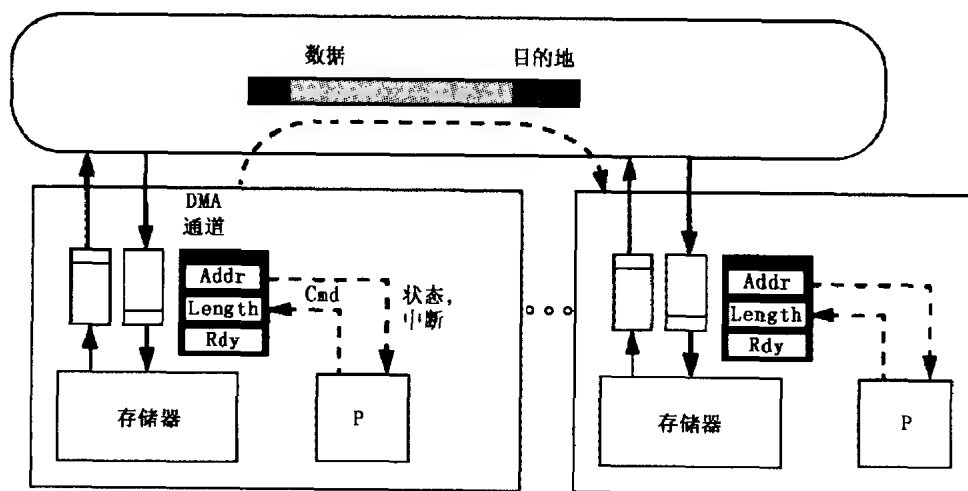 数据
目的地
DMA
通道
Addr
Length
Rdy
Cmd
状态,
中断
存储器
P
Addr
Length
Rdy
存储器
P